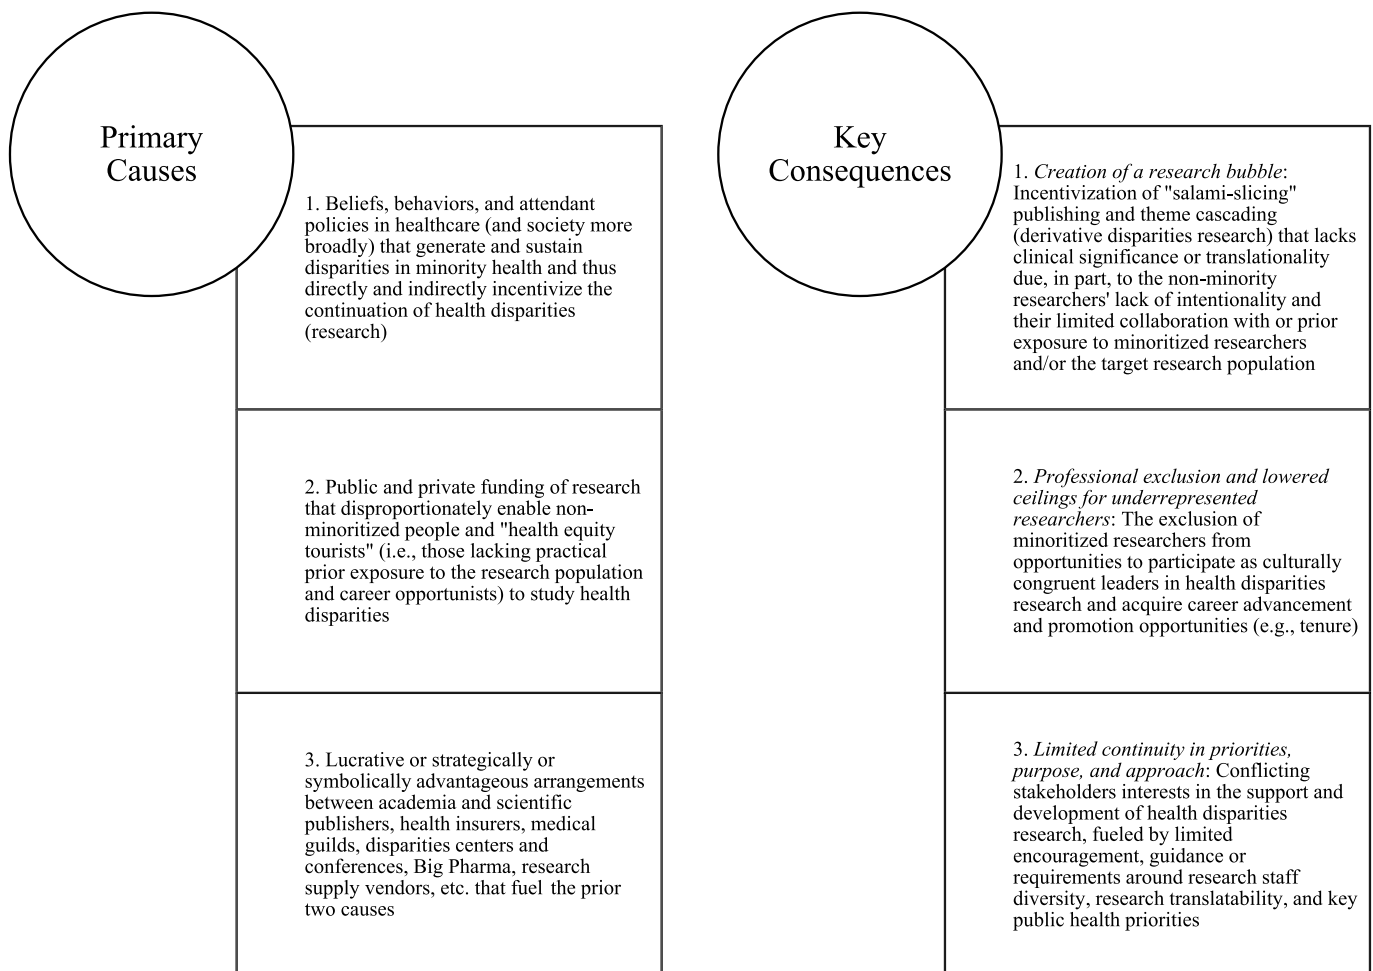 Primary
Causes
1. Beliefs, behaviors, and attendant
policies in healthcare (and society more
broadly) that generate and sustain
disparities in minority health and thus
directly and indirectly incentivize the
continuation of health disparities
(research)
2. Public and private funding of research
that disproportionately enable non-
minoritized people and "health equity
tourists" (i.e., those lacking practical
prior exposure to the research population
and career opportunists) to study health
disparities
3. Lucrative or strategically or
symbolically advantageous arrangements
between academia and scientific
publishers, health insurers, medical
guilds, disparities centers and
conferences, Big Pharma, research
supply vendors, etc. that fuel the prior
two causes
Key
Consequences
1. Creation of a research bubble:
Incentivization of "salami-slicing"
publishing and theme cascading
(derivative disparities research) that lacks
clinical significance or translationality
due, in part, to the non-minority
researchers' lack of intentionality and
their limited collaboration with or prior
exposure to minoritized researchers
and/or the target research population
2. Professional exclusion and lowered
ceilings for underrepresented
researchers: The exclusion of
minoritized researchers from
opportunities to participate as culturally
congruent leaders in health disparities
research and acquire career advancement
and promotion opportunities (e.g., tenure)
3. Limited continuity in priorities,
purpose, and approach: Conflicting
stakeholders interests in the support and
development of health disparities
research, fueled by limited
encouragement, guidance or
requirements around research staff
diversity, research translatability, and key
public health priorities